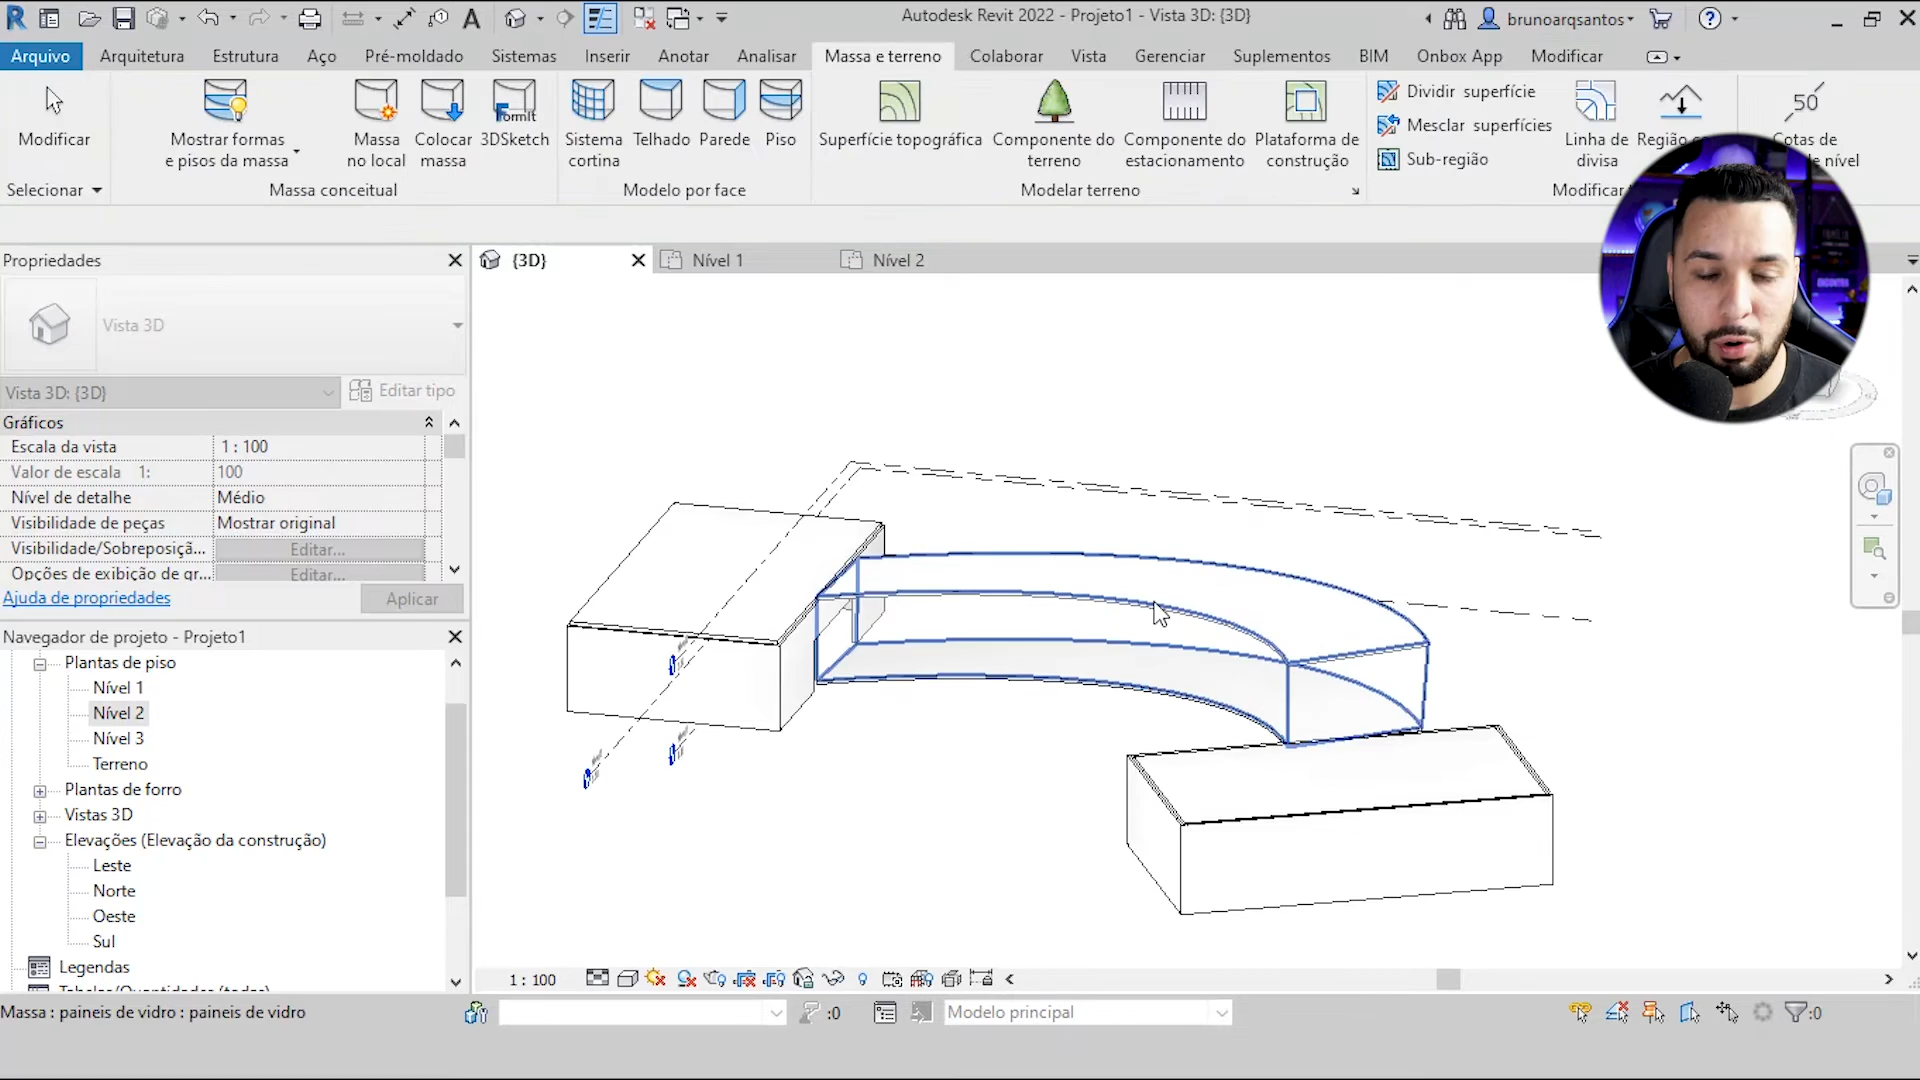 Autodesk Revit 2022 - Projeto1 - Vista 3D: {3D}
brunoarqsantos
Arquivo Arquitetura Estrutura Aço Pré-moldado Sistemas Inserir Anotar Analisar Massa e terreno Colaborar Vista Gerenciar Suplementos BIM Onbox App Modificar
Modificar
Mostrar formas
e pisos da massa
Massa
no local
Colocar
massa
FormIt
3DSketch
Sistema
cortina
Telhado
Parede
Piso
Superfície topográfica
Componente do
terreno
Componente do
estacionamento
Plataforma de
construção
Dividir superfície
Mesclar superfícies
Sub-região
Linha de
divisa
Região
50
Cotas de
de nível
Selecionar
Massa conceitual
Modelo por face
Modelar terreno
Modificar
Propriedades
{3D}
Nível 1
Nível 2
Vista 3D
Vista 3D: {3D}
Editar tipo
Gráficos
Escala da vista 1 : 100
Valor de escala 1: 100
Nível de detalhe Médio
Visibilidade de peças Mostrar original
Visibilidade/Sobreposiçã... Editar...
Opções de exibição de gr... Editar...
Ajuda de propriedades
Aplicar
Navegador de projeto - Projeto1
Plantas de piso
Nível 1
Nível 2
Nível 3
Terreno
Plantas de forro
Vistas 3D
Elevações (Elevação da construção)
Leste
Norte
Oeste
Sul
Legendas
Tabelas/Quantidades (todas)
1 : 100
Massa : paineis de vidro : paineis de vidro
:0
Modelo principal
:0